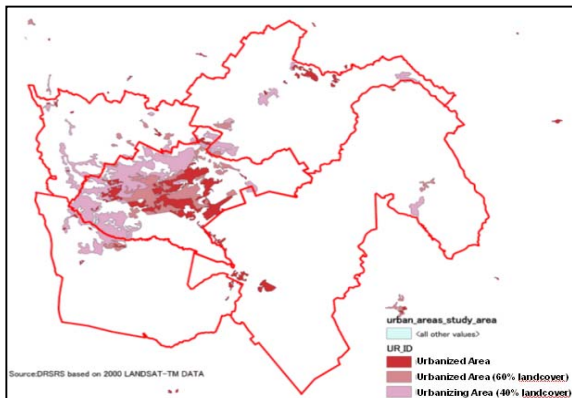 urban_areas_study_area
<all other values>
UR_ID
Urbanized Area
Urbanized Area (60% landcover)
Urbanizing Area (40% landcover)
Source:DRSRS based on 2000 LANDSAT-TM DATA